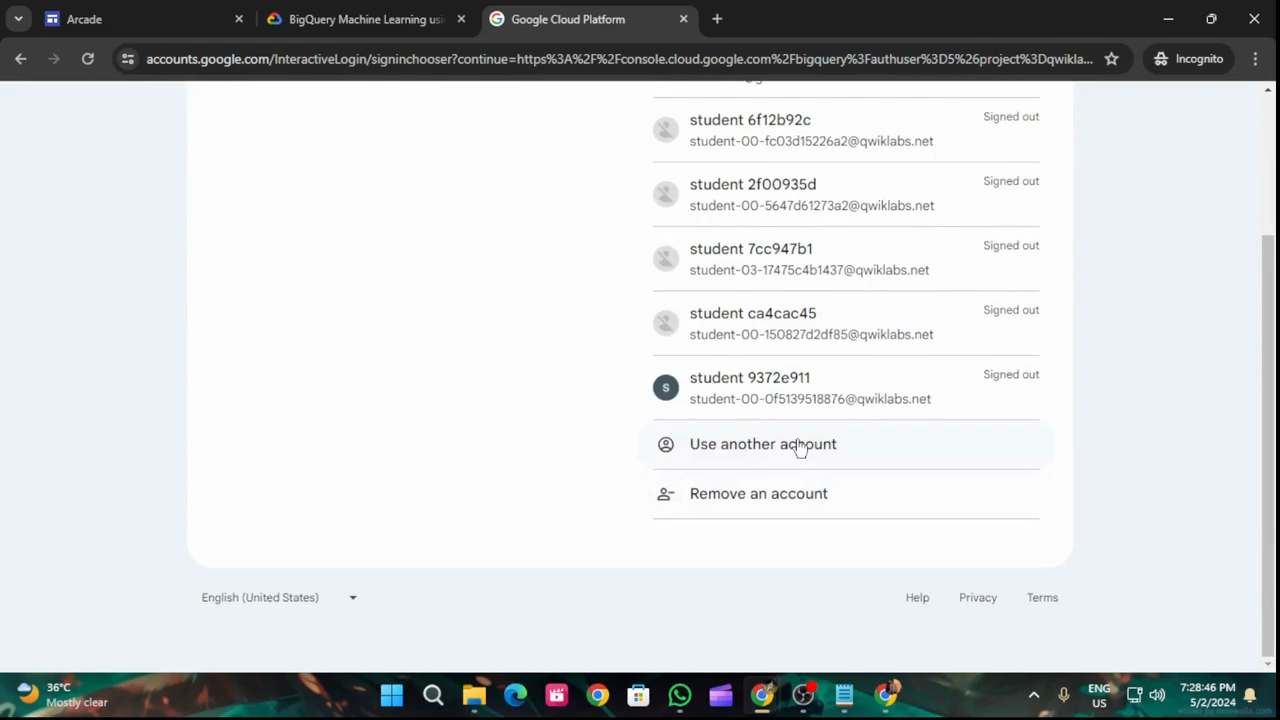 Arcade
BigQuery Machine Learning usi
Google Cloud Platform
accounts.google.com/InteractiveLogin/signinchooser?continue=https%3A%2F%2Fconsole.cloud.google.com%2Fbigquery%3Fauthuser%3D5%26project%3Dqwikla...
Incognito
student 6f12b92c
Signed out
student-00-fc03d15226a2@qwiklabs.net
student 2f00935d
Signed out
student-00-5647d61273a2@qwiklabs.net
student 7cc947b1
Signed out
student-03-17475c4b1437@qwiklabs.net
student ca4cac45
Signed out
student-00-150827d2df85@qwiklabs.net
S
student 9372e911
Signed out
student-00-0f5139518876@qwiklabs.net
Use another account
Remove an account
English (United States)
Help
Privacy
Terms
36°C
Mostly clear
ENG
US
7:28:46 PM
5/2/2024